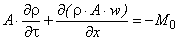 A · ∂ρ/∂τ + ∂(ρ · A · w)/∂x = −M₀